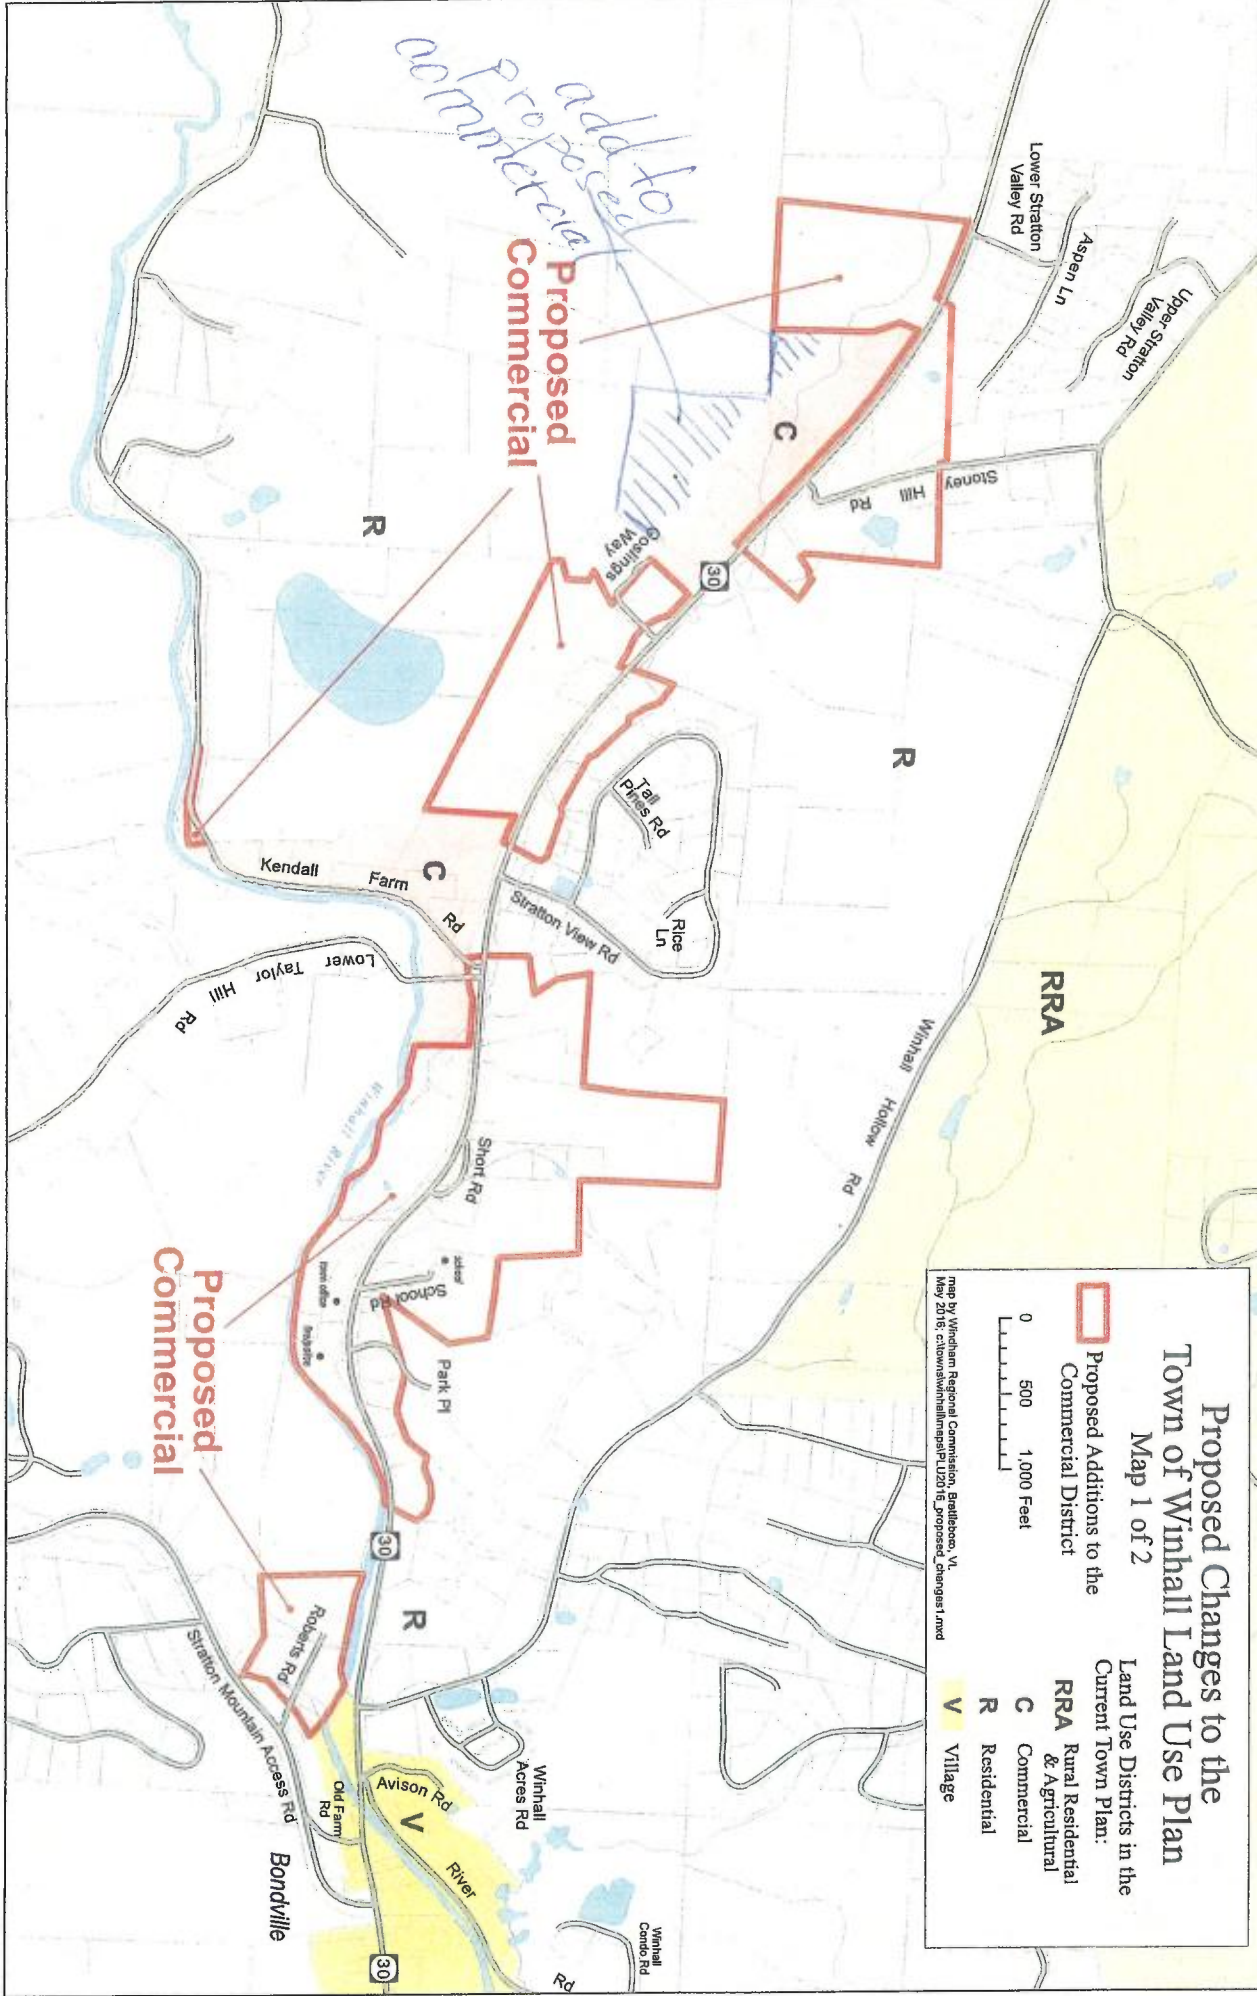 Proposed Changes to the
Town of Winhall Land Use Plan
Map 1 of 2
Proposed Additions to the
Commercial District
0 500 1,000 Feet
Land Use Districts in the
Current Town Plan:
RRA Rural Residential
& Agricultural
C Commercial
R Residential
V Village
map by Windham Regional Commission, Brattleboro, Vt.
May 2016; c:\towns\winhall\maps\PLU2016_proposed_changes1.mxd
add to
proposed
commercial
Lower Stratton
Valley Rd
Aspen Ln
Upper Stratton
Valley Rd
Stoney Hill Rd
C
Goslings
Way
30
Proposed
Commercial
R
R
RRA
Tall
Pines Rd
Rice
Ln
Stratton View Rd
Winhall Hollow Rd
C
Kendall Farm Rd
Lower Taylor Hill Rd
Winhall River
Short Rd
school
School Rd
town office
Park Pl
Proposed
Commercial
30
R
Roberts Rd
Stratton Mountain Access Rd
Old Farm
Rd
Avison Rd
V
River Rd
Winhall
Acres Rd
Winhall
Condo Rd
Bondville
30